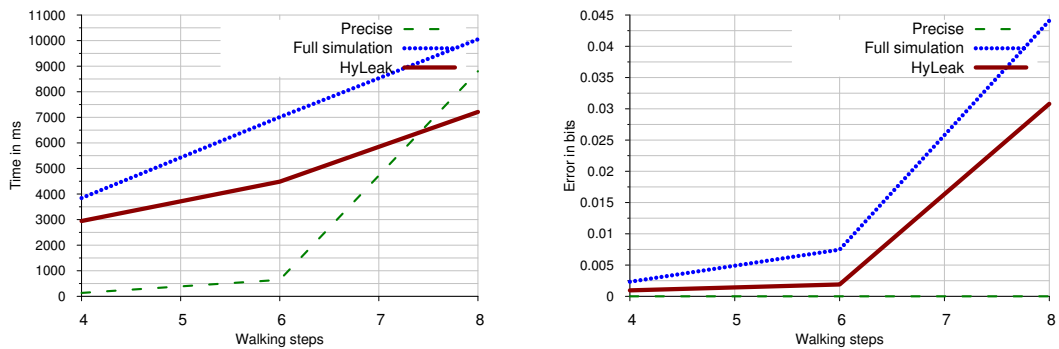 11000
10000
9000
8000
7000
6000
5000
4000
3000
2000
1000
0
Time in ms
Precise
Full simulation
HyLeak
4 5 6 7 8
Walking steps
0.045
0.04
0.035
0.03
0.025
0.02
0.015
0.01
0.005
0
Error in bits
Precise
Full simulation
HyLeak
4 5 6 7 8
Walking steps